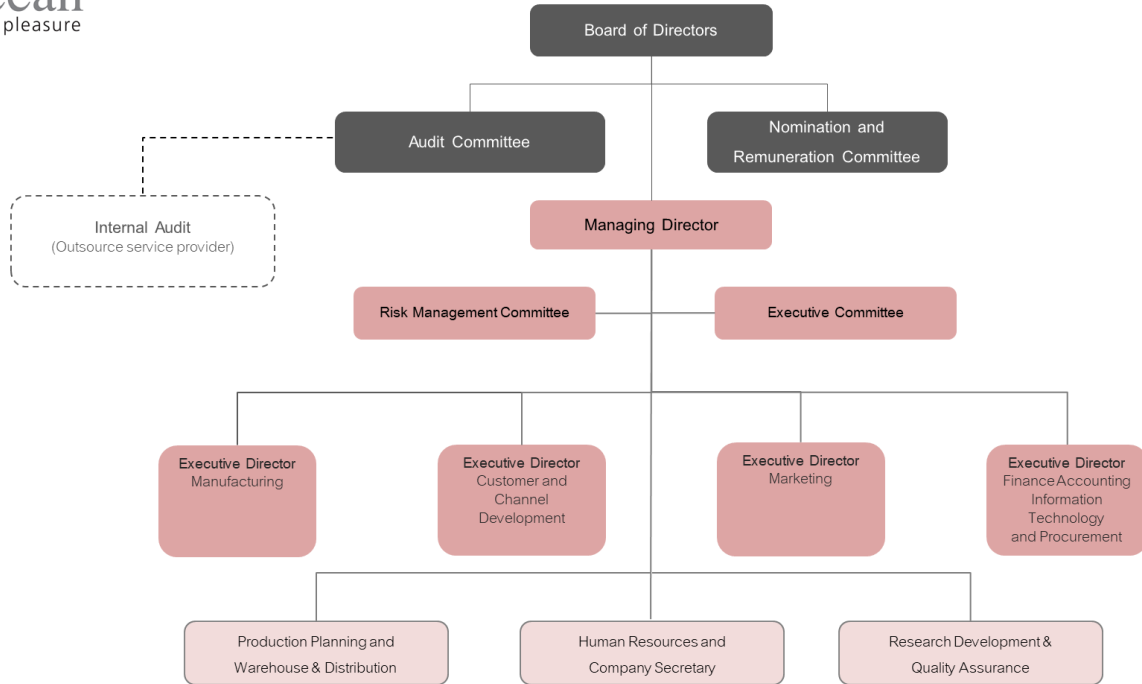 pleasure
Board of Directors
Audit Committee
Nomination and
Remuneration Committee
Internal Audit
(Outsource service provider)
Managing Director
Risk Management Committee
Executive Committee
Executive Director
Manufacturing
Executive Director
Customer and
Channel
Development
Executive Director
Marketing
Executive Director
Finance Accounting
Information
Technology
and Procurement
Production Planning and
Warehouse & Distribution
Human Resources and
Company Secretary
Research Development &
Quality Assurance